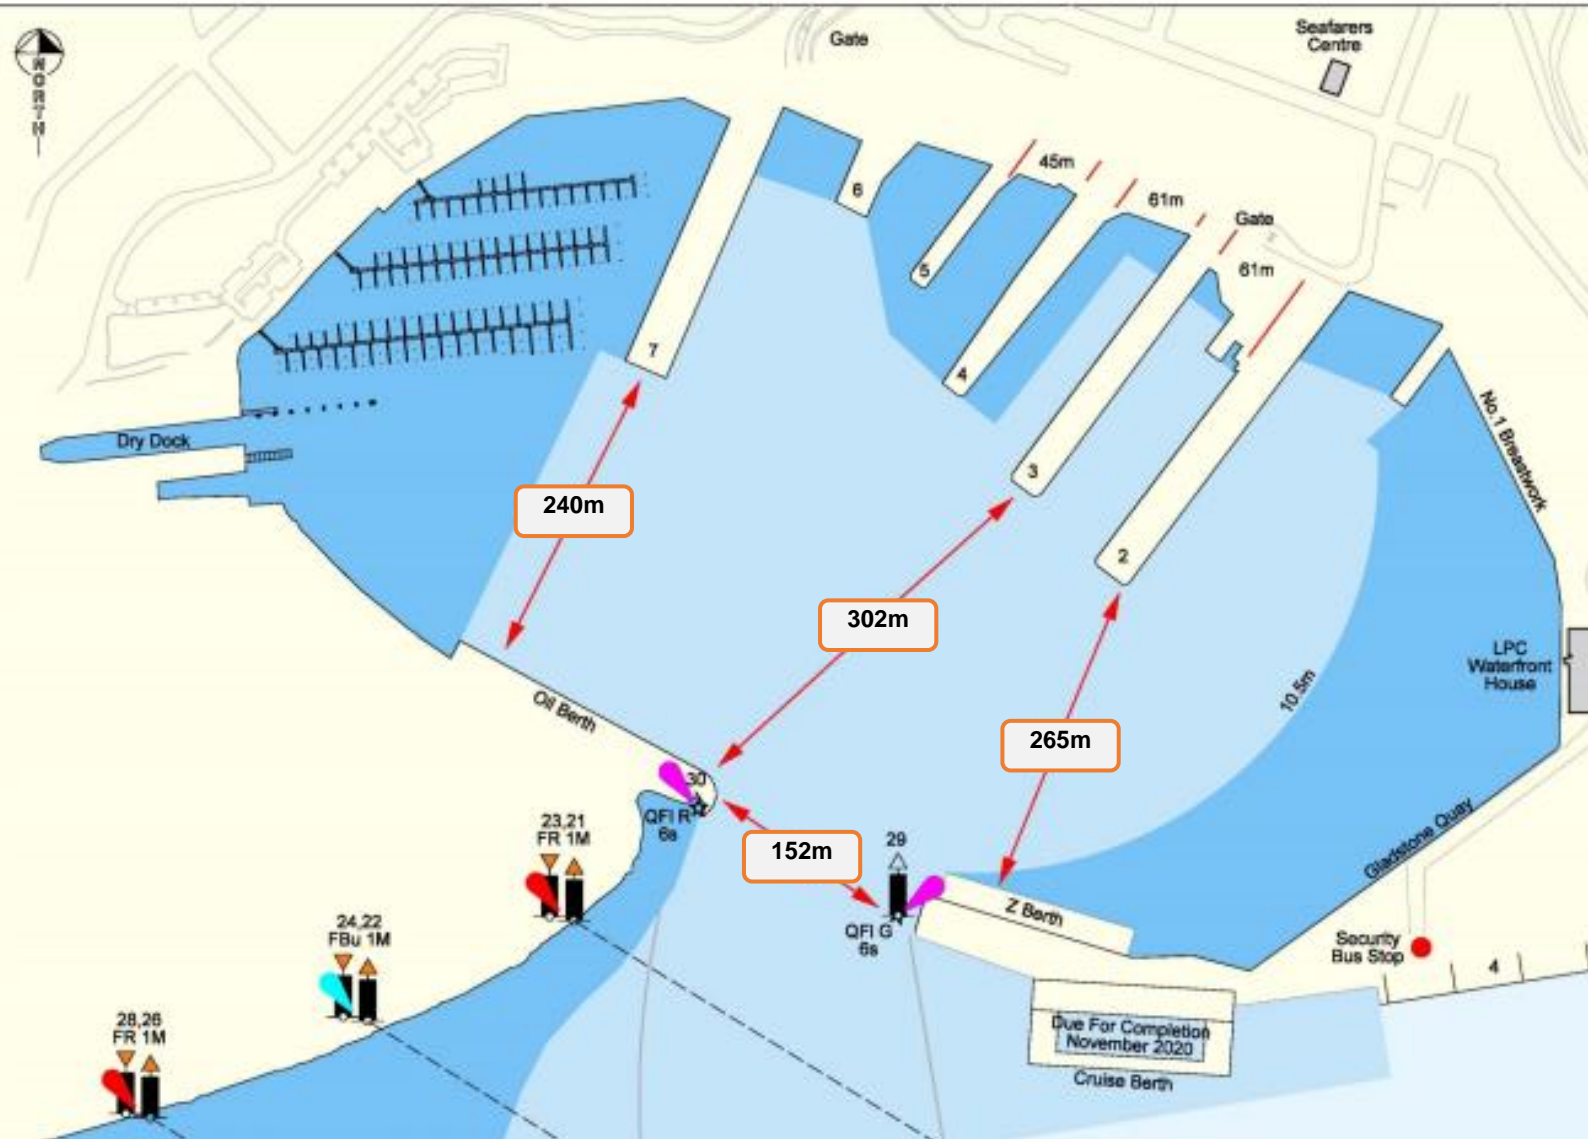 NORTH
Gate
Seafarers
Centre
45m
61m
Gate
61m
6
5
7
4
3
2
Dry Dock
No.1 Breastwork
240m
302m
265m
152m
10.5m
LPC
Waterfront
House
Oil Berth
30
QFl R
6s
29
QFl G
6s
Z Berth
Gladstone Quay
Security
Bus Stop
4
23,21
FR 1M
24,22
FBu 1M
28,26
FR 1M
Due For Completion
November 2020
Cruise Berth